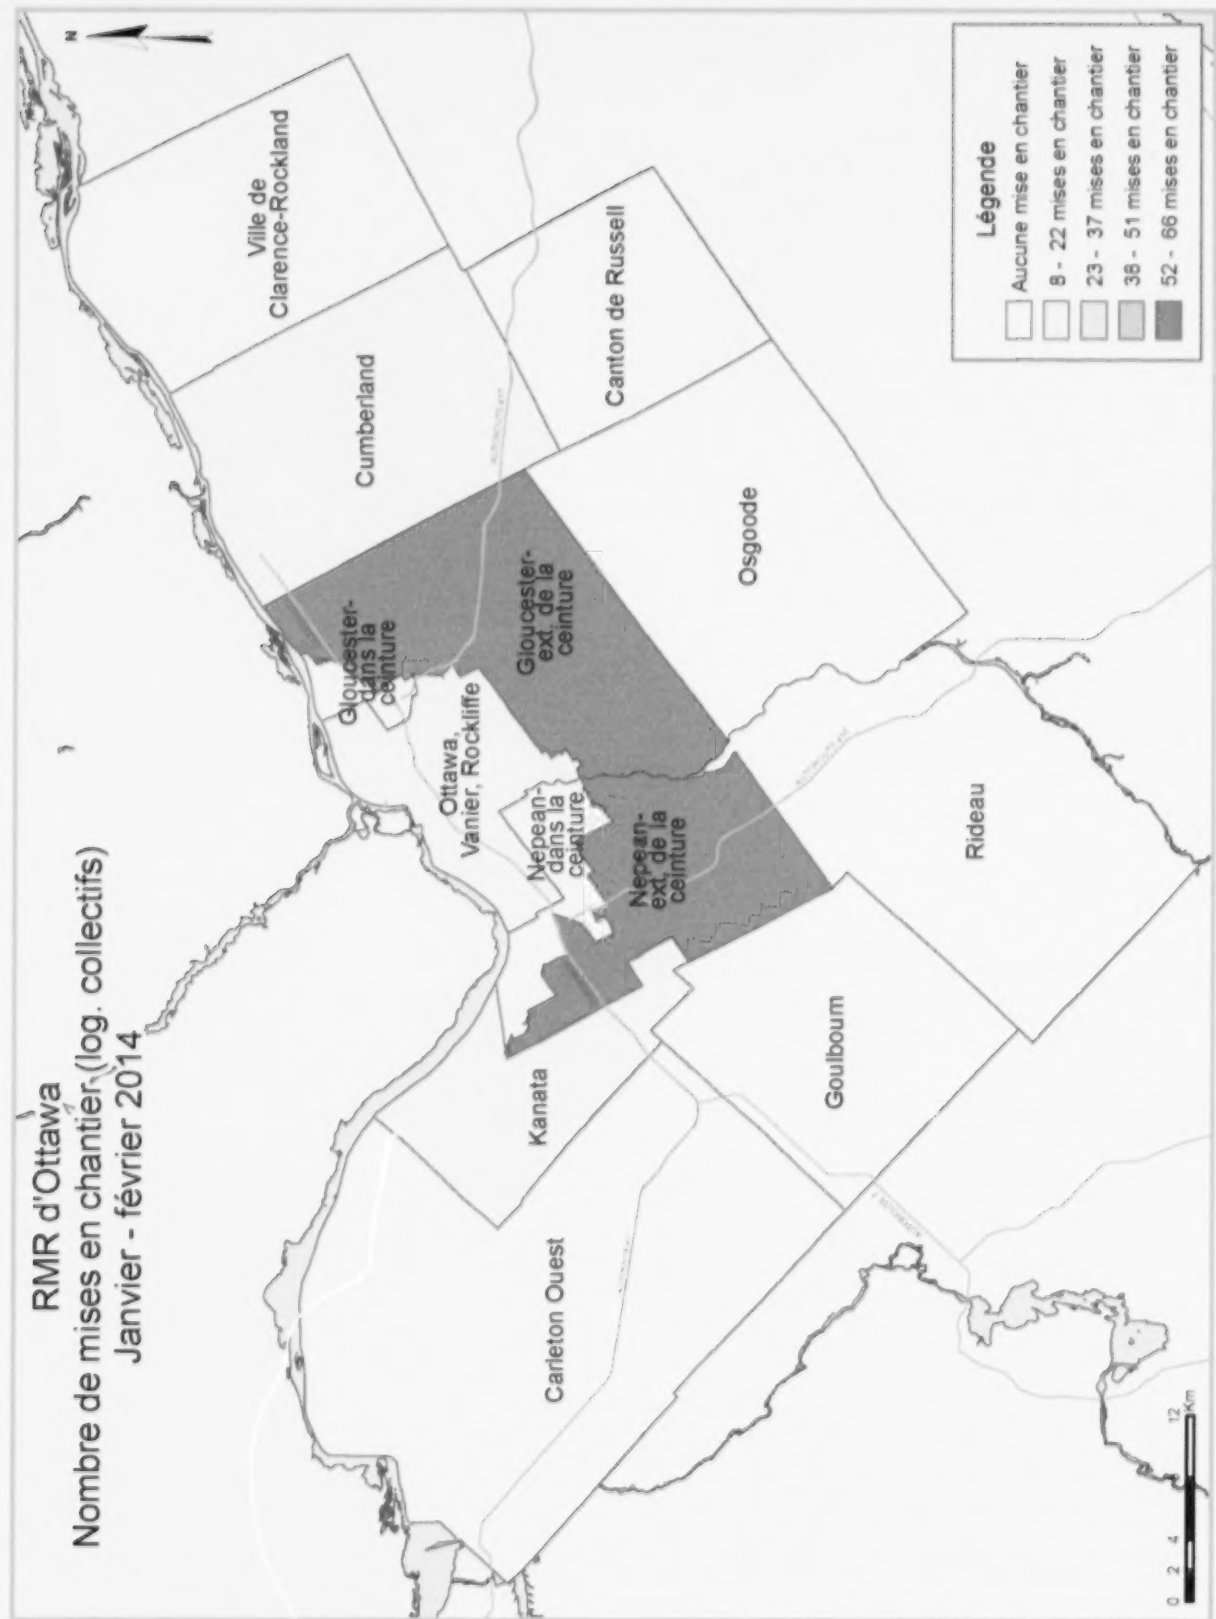 RMR d'Ottawa
Nombre de mises en chantier (log. collectifs)
Janvier - février 2014
N
Ville de
Clarence-Rockland
Cumberland
Canton de Russell
Gloucester-
dans la
ceinture
Gloucester-
ext. de la
ceinture
Osgoode
Ottawa,
Vanier, Rockliffe
Nepean-
dans la
ceinture
Nepean-
ext. de la
ceinture
Rideau
Kanata
Goulbourn
Carleton Ouest
Légende
Aucune mise en chantier
8 - 22 mises en chantier
23 - 37 mises en chantier
38 - 51 mises en chantier
52 - 66 mises en chantier
0 2 4 12
Km